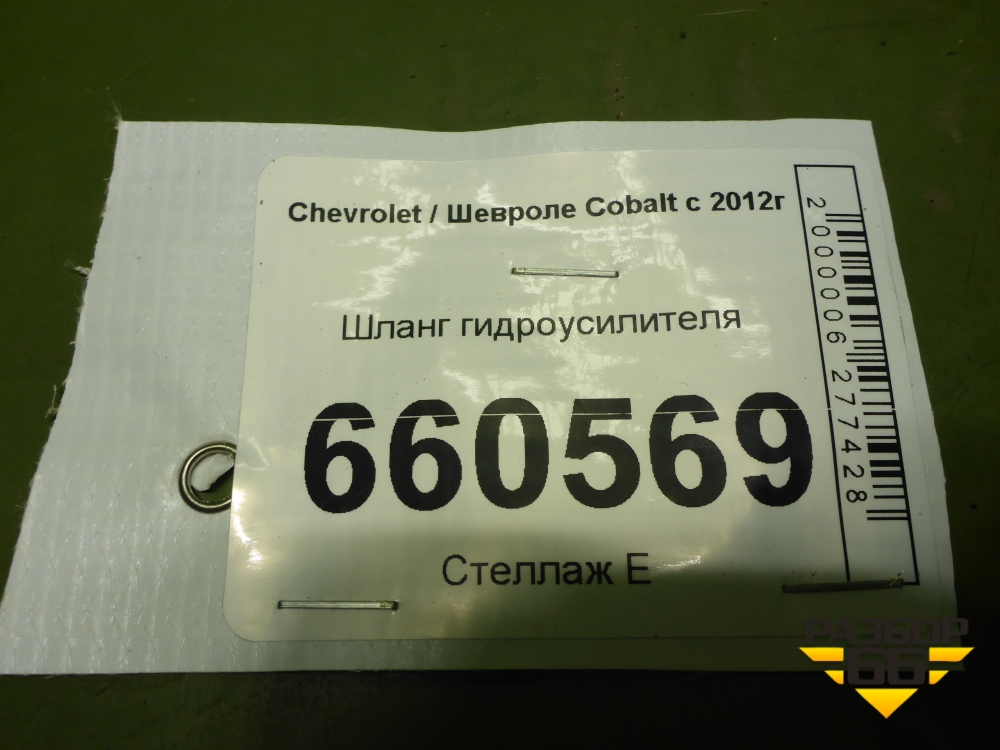 Chevrolet / Шевроле Cobalt с 2012г
Шланг гидроусилителя
660569
Стеллаж Е
2000006277428
РАЗБОР
66